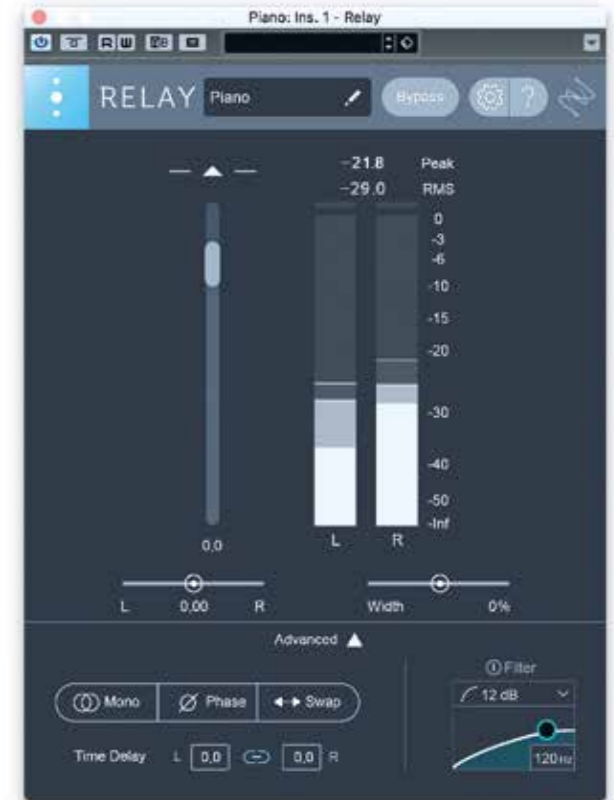 Piano: Ins. 1 - Relay
R W
RELAY Piano Bypass ?
-21.8 Peak
-29.0 RMS
0
-3
-6
-10
-15
-20
-30
-40
-50
-Inf
L R
0,0
L 0,00 R
Width 0%
Advanced
Mono Phase Swap
Time Delay L 0,0 0,0 R
Filter
12 dB
120 Hz